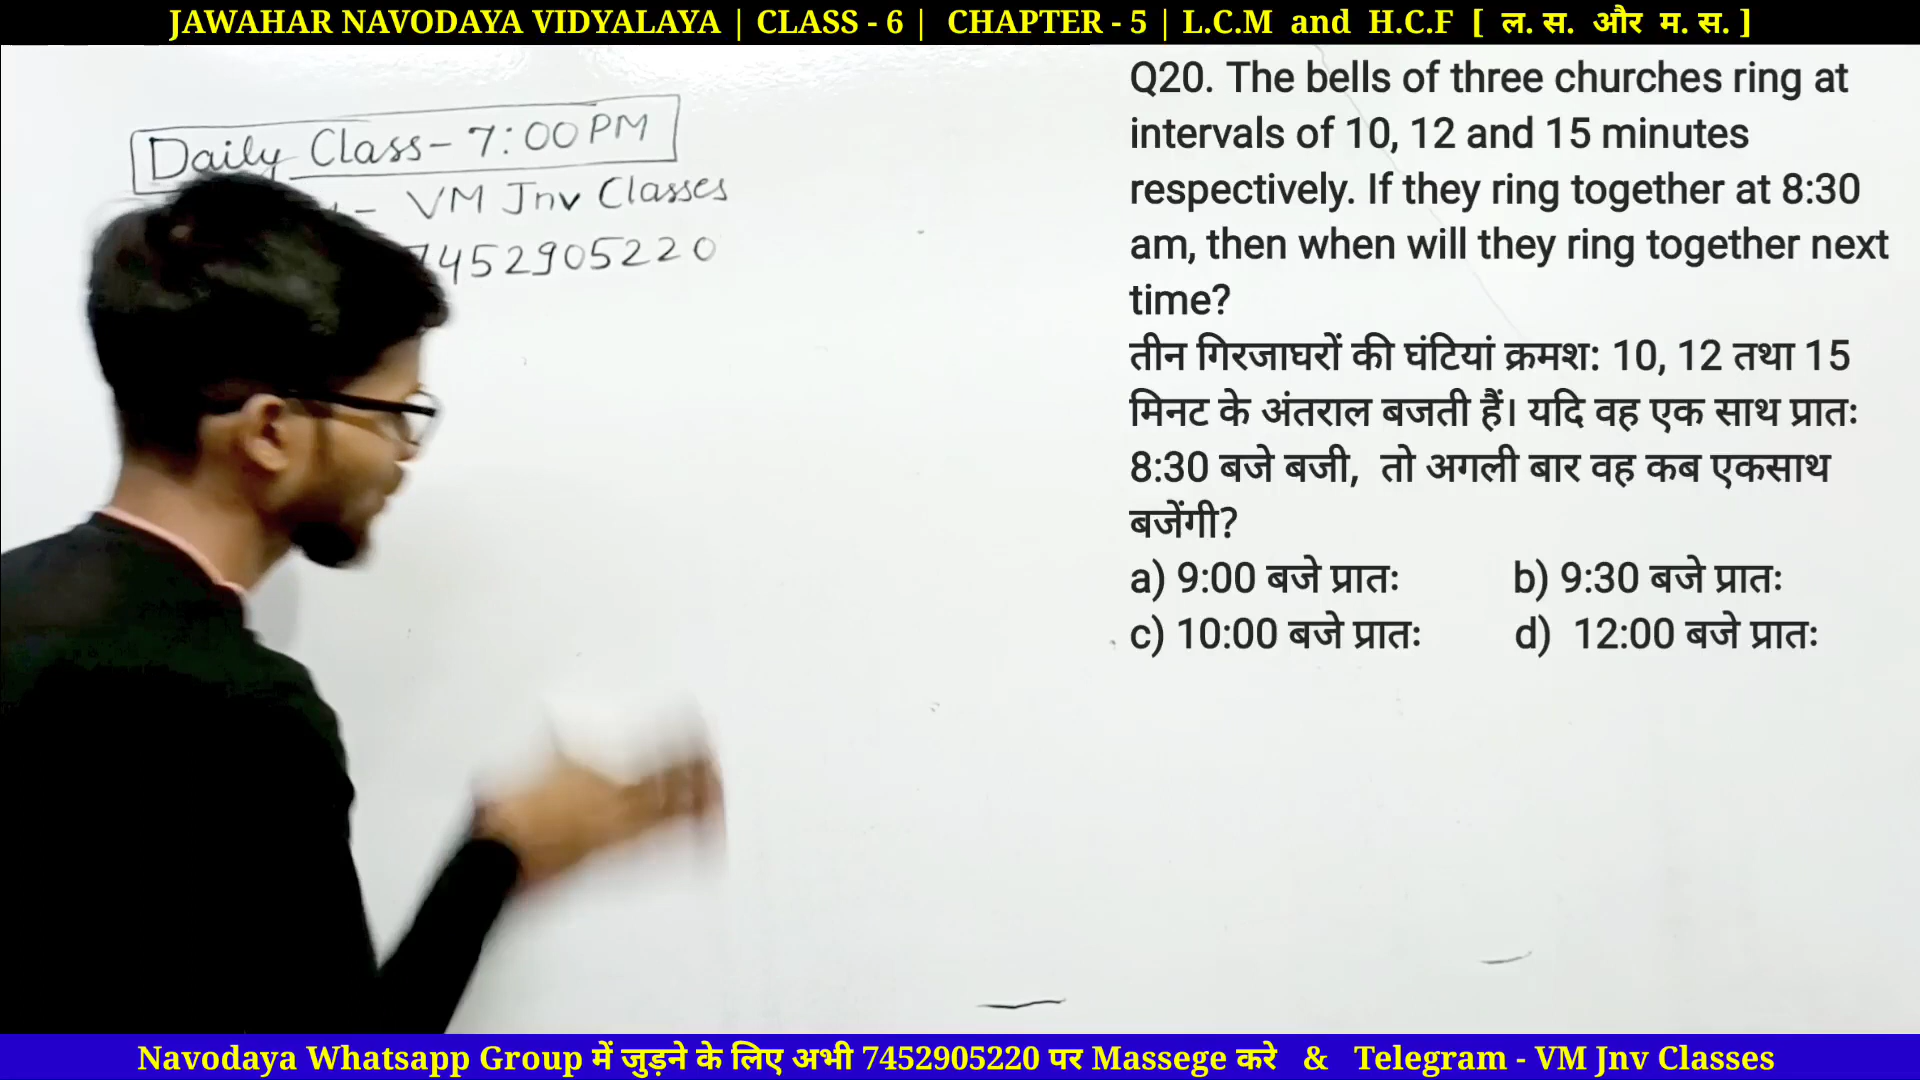 JAWAHAR NAVODAYA VIDYALAYA | CLASS - 6 | CHAPTER - 5 | L.C.M and H.C.F [ ल. स. और म. स. ]
Daily Class - 7:00 PM
VM Jnv Classes
7452905220
Q20. The bells of three churches ring at
intervals of 10, 12 and 15 minutes
respectively. If they ring together at 8:30
am, then when will they ring together next
time?
तीन गिरजाघरों की घंटियां क्रमश: 10, 12 तथा 15
मिनट के अंतराल बजती हैं। यदि वह एक साथ प्रातः
8:30 बजे बजी, तो अगली बार वह कब एकसाथ
बजेंगी?
a) 9:00 बजे प्रातः b) 9:30 बजे प्रातः
c) 10:00 बजे प्रातः d) 12:00 बजे प्रातः
Navodaya Whatsapp Group में जुड़ने के लिए अभी 7452905220 पर Massege करे & Telegram - VM Jnv Classes